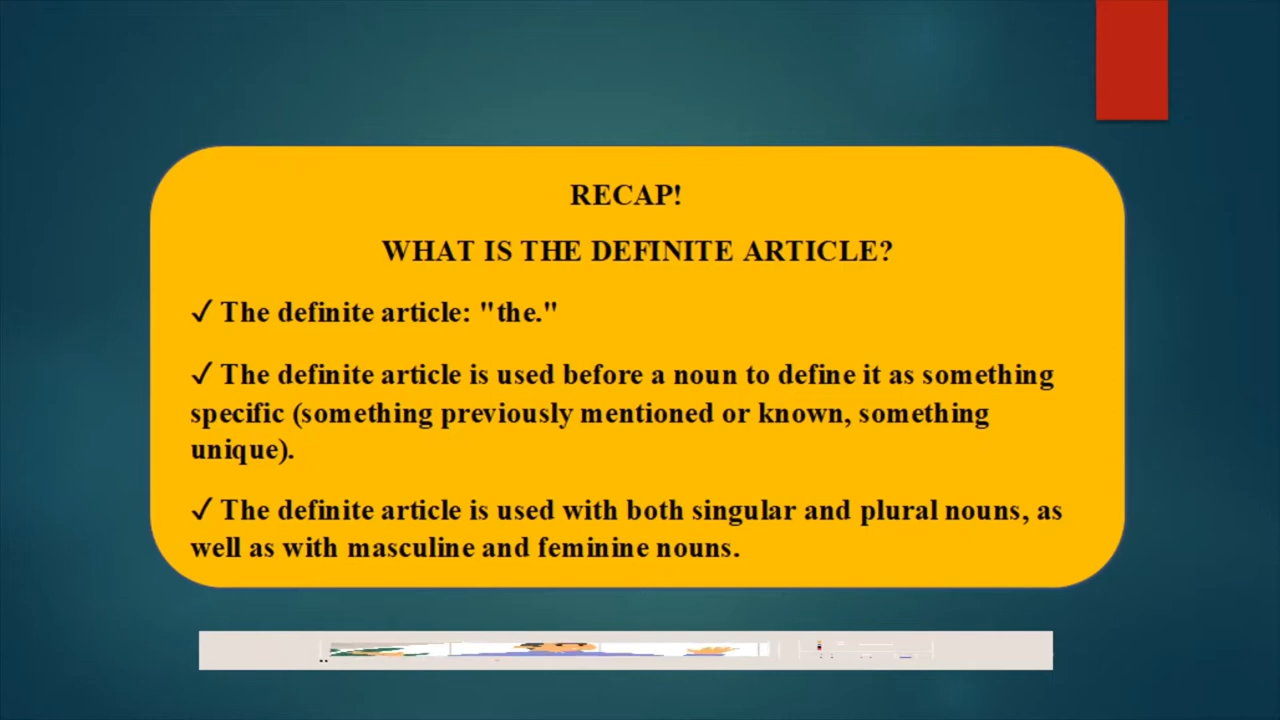 RECAP!
WHAT IS THE DEFINITE ARTICLE?
✓ The definite article: "the."
✓ The definite article is used before a noun to define it as something
specific (something previously mentioned or known, something
unique).
✓ The definite article is used with both singular and plural nouns, as
well as with masculine and feminine nouns.